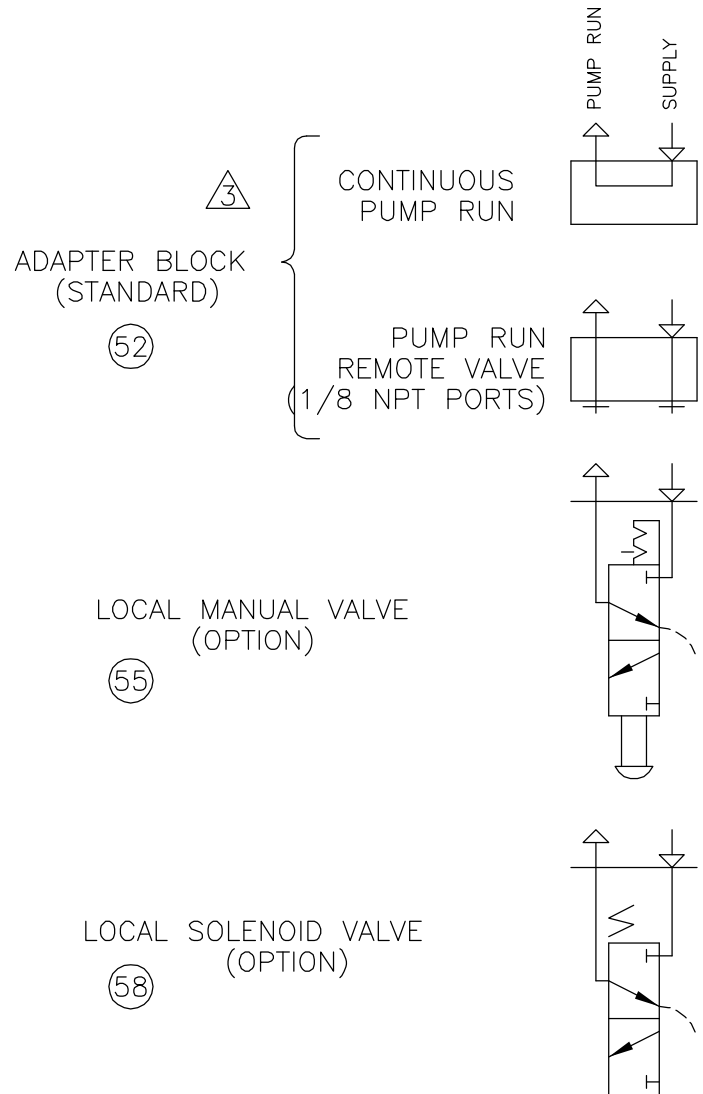 PUMP RUN
SUPPLY
3
CONTINUOUS
PUMP RUN
ADAPTER BLOCK
(STANDARD)
52
PUMP RUN
REMOTE VALVE
(1/8 NPT PORTS)
LOCAL MANUAL VALVE
(OPTION)
55
LOCAL SOLENOID VALVE
(OPTION)
58